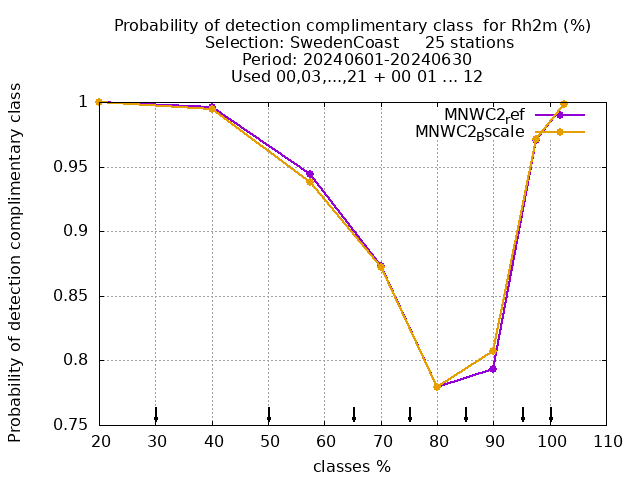 Probability of detection complimentary class  for Rh2m (%)
Selection: SwedenCoast     25 stations
Period: 20240601-20240630
Used 00,03,...,21 + 00 01 ... 12
Probability of detection complimentary class
1
0.95
0.9
0.85
0.8
0.75
MNWC2ref
MNWC2Bscale
20 30 40 50 60 70 80 90 100 110
classes %